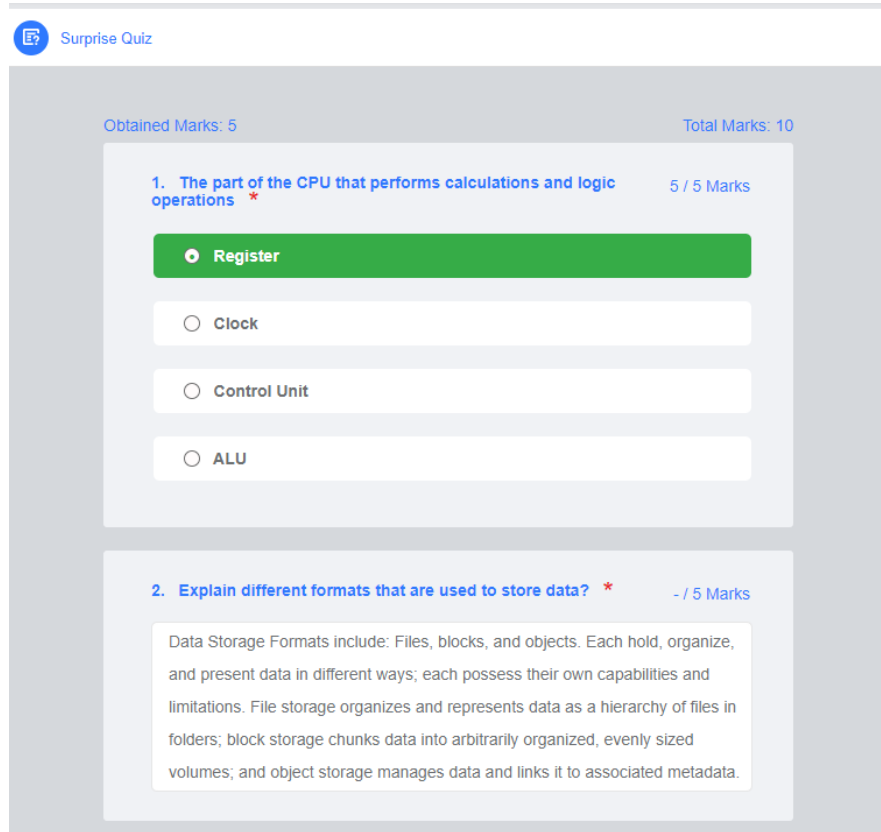 Surprise Quiz
Obtained Marks: 5
Total Marks: 10
1. The part of the CPU that performs calculations and logic
operations *
5 / 5 Marks
Register
Clock
Control Unit
ALU
2. Explain different formats that are used to store data? *
- / 5 Marks
Data Storage Formats include: Files, blocks, and objects. Each hold, organize,
and present data in different ways; each possess their own capabilities and
limitations. File storage organizes and represents data as a hierarchy of files in
folders; block storage chunks data into arbitrarily organized, evenly sized
volumes; and object storage manages data and links it to associated metadata.